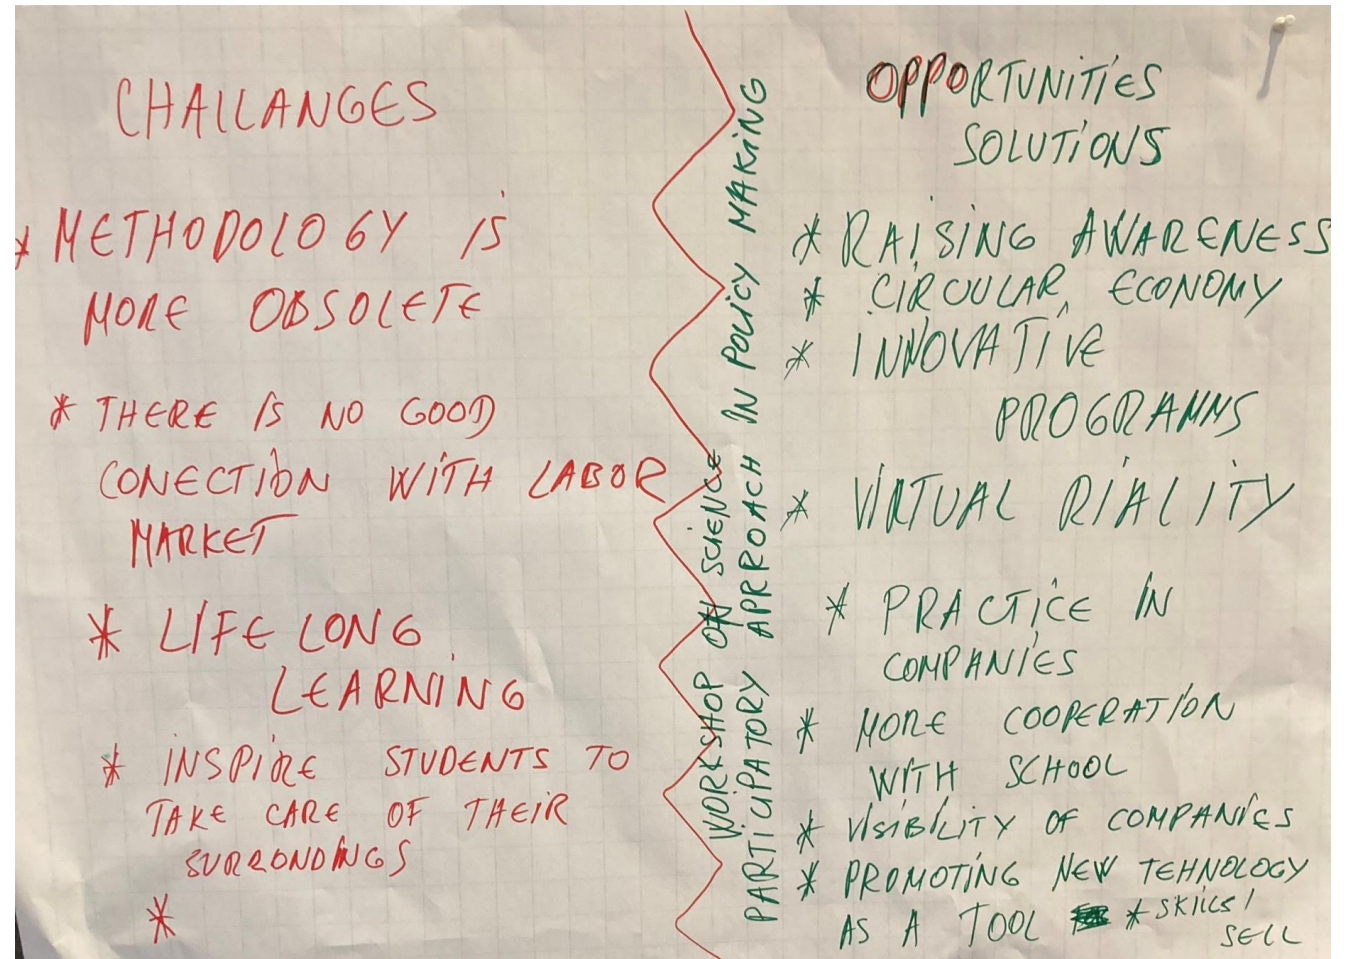 CHALLANGES
* METHODOLOGY IS
MORE OBSOLETE
* THERE IS NO GOOD
CONECTION WITH LABOR
MARKET
* LIFE LONG
LEARNING
* INSPIRE STUDENTS TO
TAKE CARE OF THEIR
SURRONDINGS
*
WORKSHOP ON SCIENCE
PARTICIPATORY APRROACH IN POLICY MAKING
OPPORTUNITIES
SOLUTIONS
* RAISING AWARENESS
* CIRCULAR, ECONOMY
* INNOVATIVE
PROGRAMMS
* VIRTUAL RIALITY
* PRACTICE IN
COMPANIES
* MORE COOPERATION
WITH SCHOOL
* VISIBILITY OF COMPANIES
* PROMOTING NEW TEHNOLOGY
AS A TOOL * SKILLS /
SELL